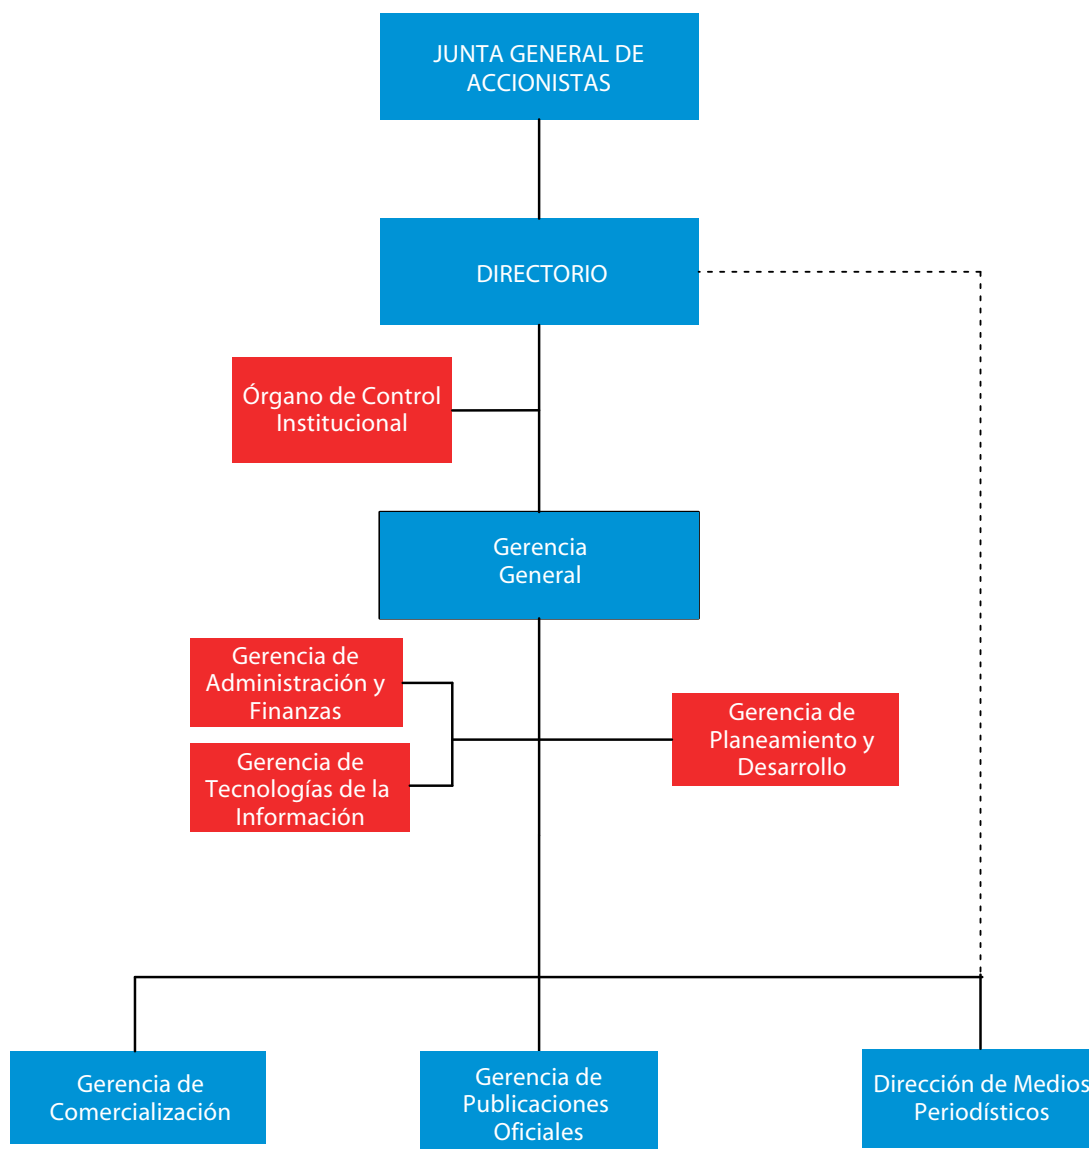 JUNTA GENERAL DE
ACCIONISTAS
DIRECTORIO
Órgano de Control
Institucional
Gerencia
General
Gerencia de
Administración y
Finanzas
Gerencia de
Planeamiento y
Desarrollo
Gerencia de
Tecnologías de la
Información
Gerencia de
Comercialización
Gerencia de
Publicaciones
Oficiales
Dirección de Medios
Periodísticos